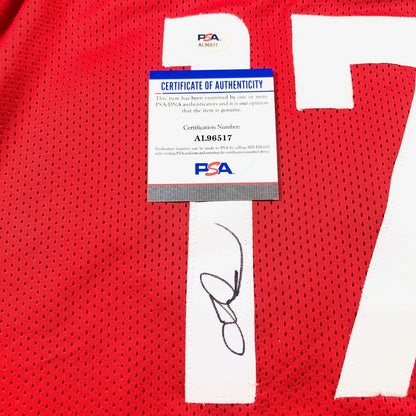 PSA
AL96517
17
CERTIFICATE OF AUTHENTICITY
This item has been examined by one or more
PSA/DNA authenticators and it is our opinion
that the item is genuine.
Certification Number:
AL96517
PSA